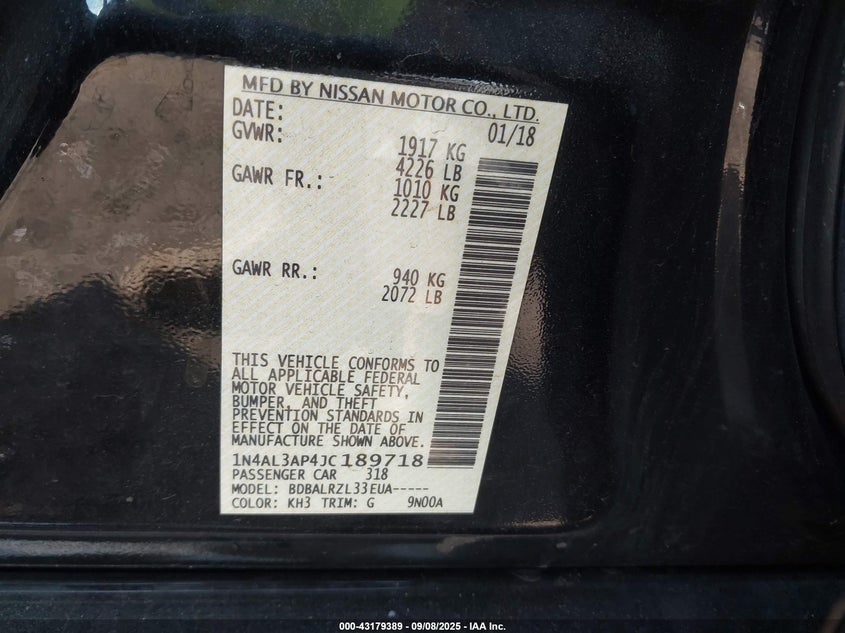 MFD BY NISSAN MOTOR CO., LTD.
DATE: 01/18
GVWR: 1917 KG
4226 LB
GAWR FR.: 1010 KG
2227 LB
GAWR RR.: 940 KG
2072 LB
THIS VEHICLE CONFORMS TO
ALL APPLICABLE FEDERAL
MOTOR VEHICLE SAFETY,
BUMPER, AND THEFT
PREVENTION STANDARDS IN
EFFECT ON THE DATE OF
MANUFACTURE SHOWN ABOVE.
1N4AL3AP4JC189718
PASSENGER CAR 318
MODEL: BDBALRZL33EUA-----
COLOR: KH3 TRIM: G 9N00A
000-43179389 - 09/08/2025 - IAA Inc.